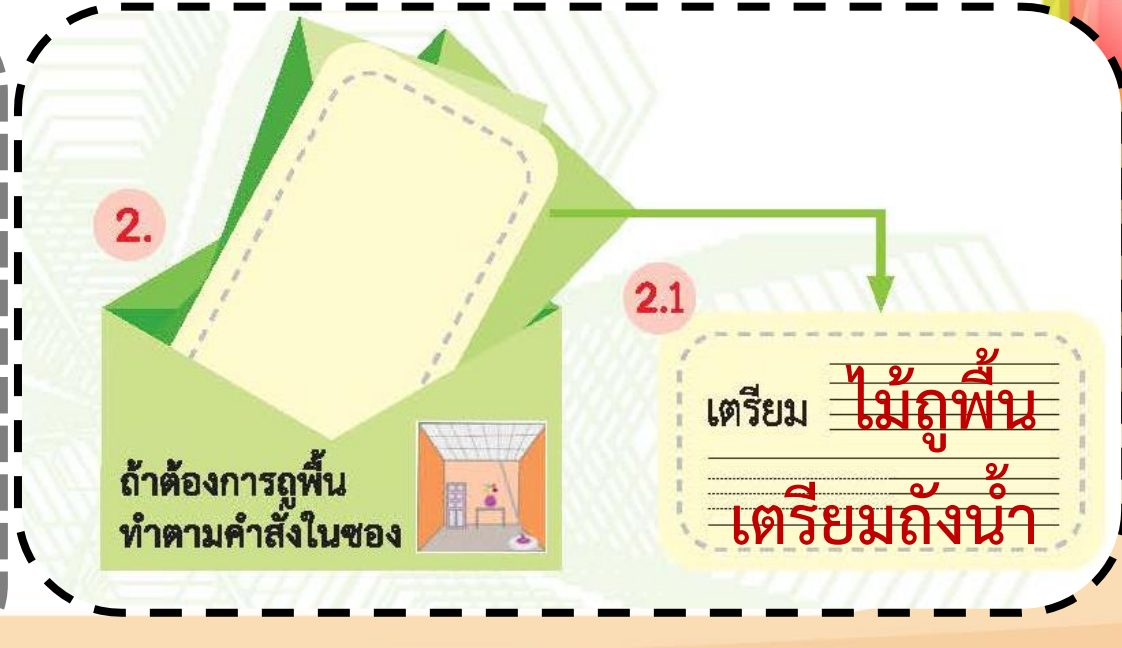 2.
ถ้าต้องการถูพื้น
ทำตามคำสั่งในซอง
2.1
เตรียม ไม้ถูพื้น
เตรียมถังน้ำ